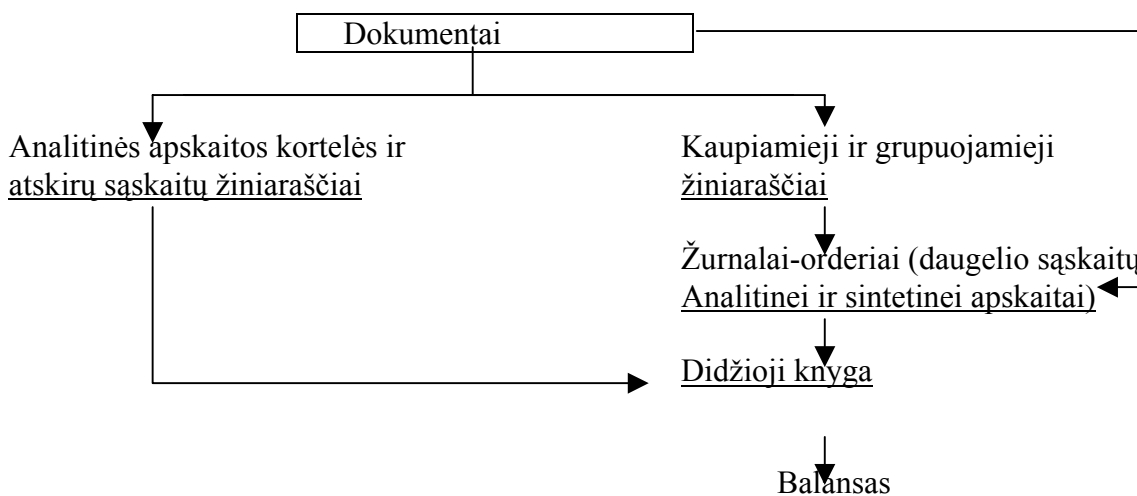 Dokumentai
Analitinės apskaitos kortelės ir
atskirų sąskaitų žiniaraščiai
Kaupiamieji ir grupuojamieji
žiniaraščiai
Žurnalai-orderiai (daugelio sąskaitų
Analitinei ir sintetinei apskaitai)
Didžioji knyga
Balansas